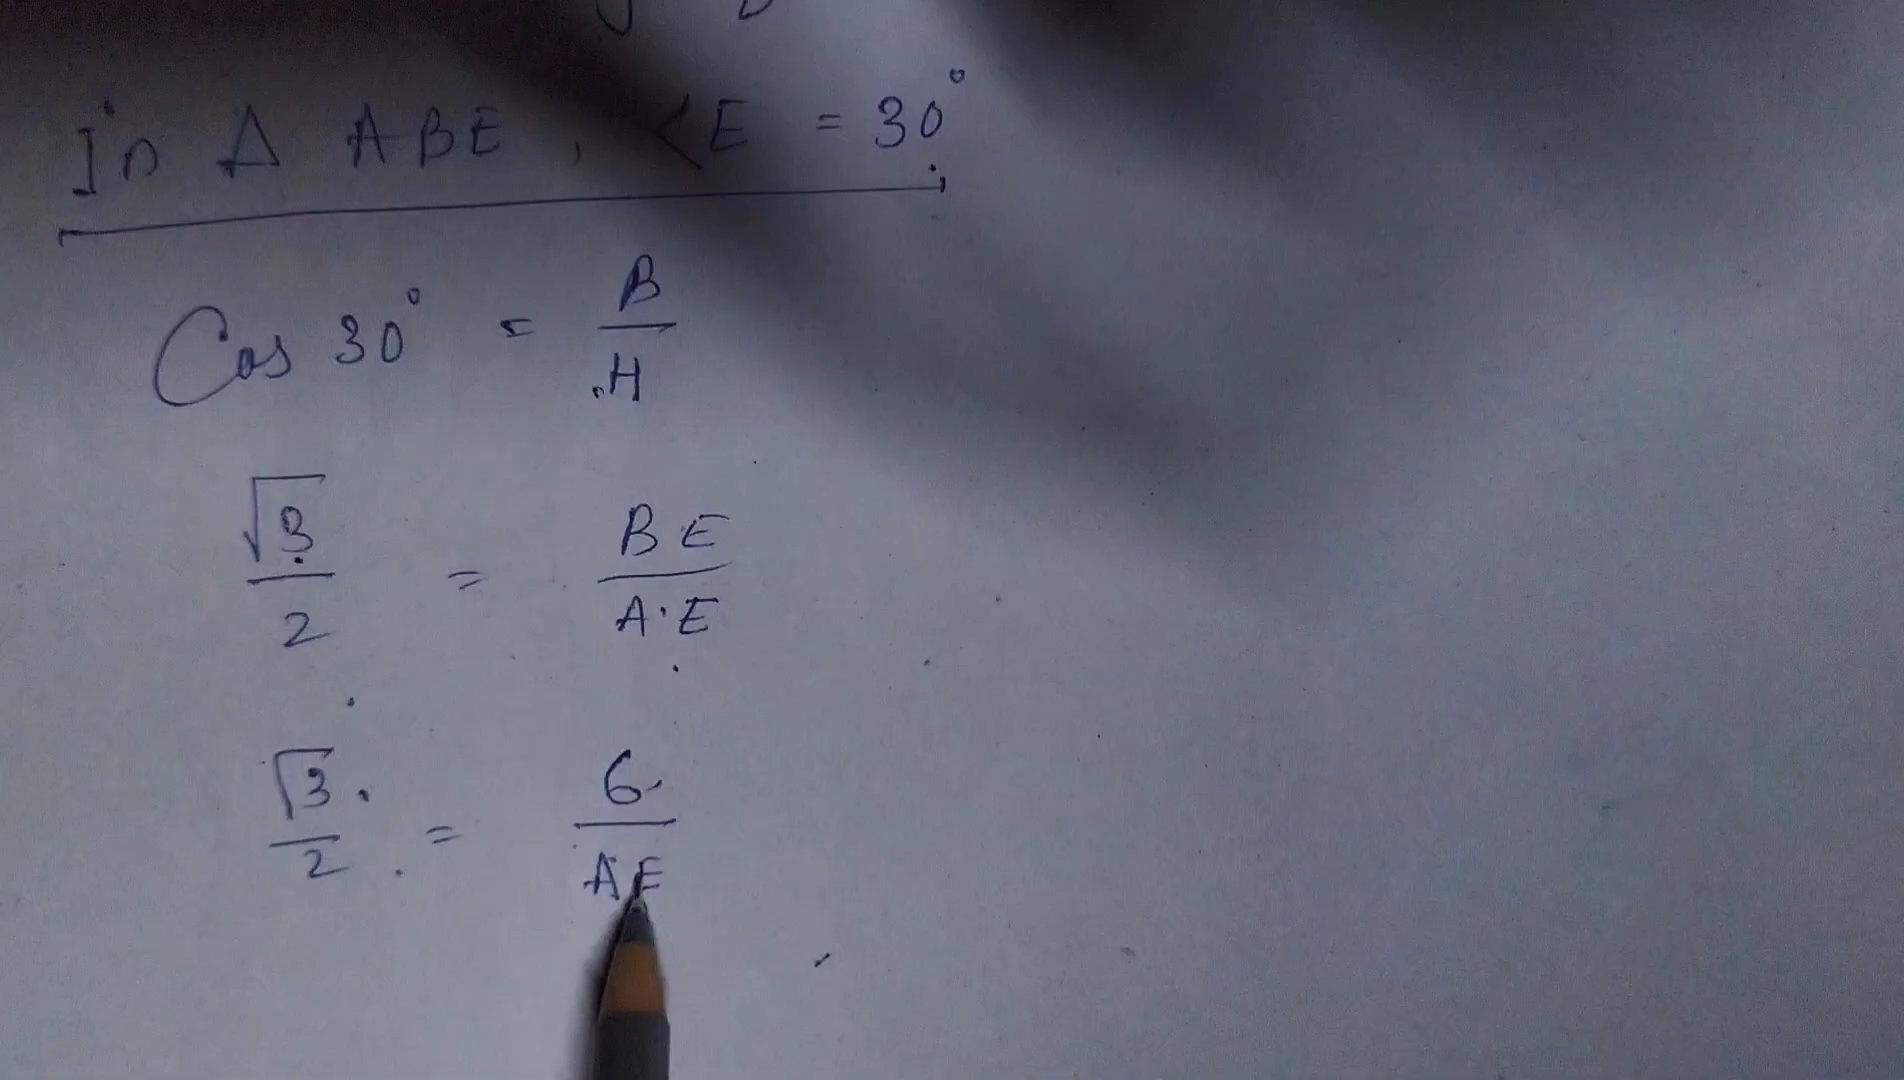 In Δ ABE, <E = 30°
Cos 30° = B/H
√3/2 = BE/AE
√3/2 = 6/AE